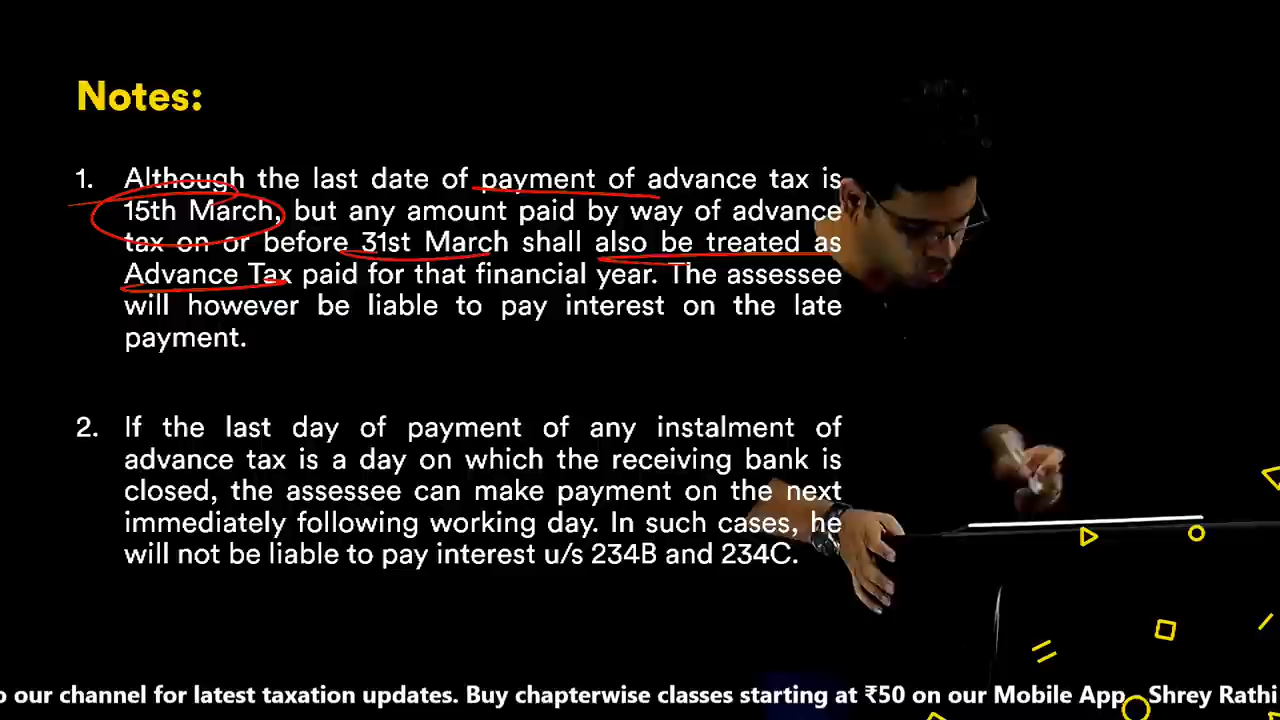 Notes:
1. Although the last date of payment of advance tax is
15th March, but any amount paid by way of advance
tax on or before 31st March shall also be treated as
Advance Tax paid for that financial year. The assessee
will however be liable to pay interest on the late
payment.
2. If the last day of payment of any instalment of
advance tax is a day on which the receiving bank is
closed, the assessee can make payment on the next
immediately following working day. In such cases, he
will not be liable to pay interest u/s 234B and 234C.
o our channel for latest taxation updates. Buy chapterwise classes starting at ₹50 on our Mobile App - Shrey Rathi